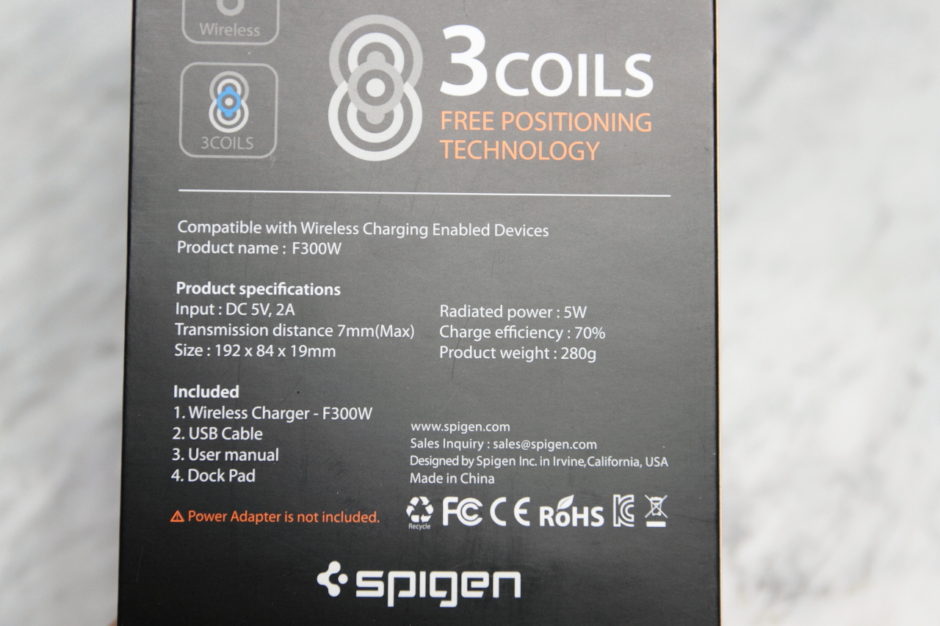 Wireless
3COILS
3COILS
FREE POSITIONING
TECHNOLOGY
Compatible with Wireless Charging Enabled Devices
Product name : F300W
Product specifications
Input : DC 5V, 2A
Transmission distance 7mm(Max)
Size : 192 x 84 x 19mm
Radiated power : 5W
Charge efficiency : 70%
Product weight : 280g
Included
1. Wireless Charger - F300W
2. USB Cable
3. User manual
4. Dock Pad
www.spigen.com
Sales Inquiry : sales@spigen.com
Designed by Spigen Inc. in Irvine,California, USA
Made in China
Power Adapter is not included.
Recycle
FC CE RoHS
spigen